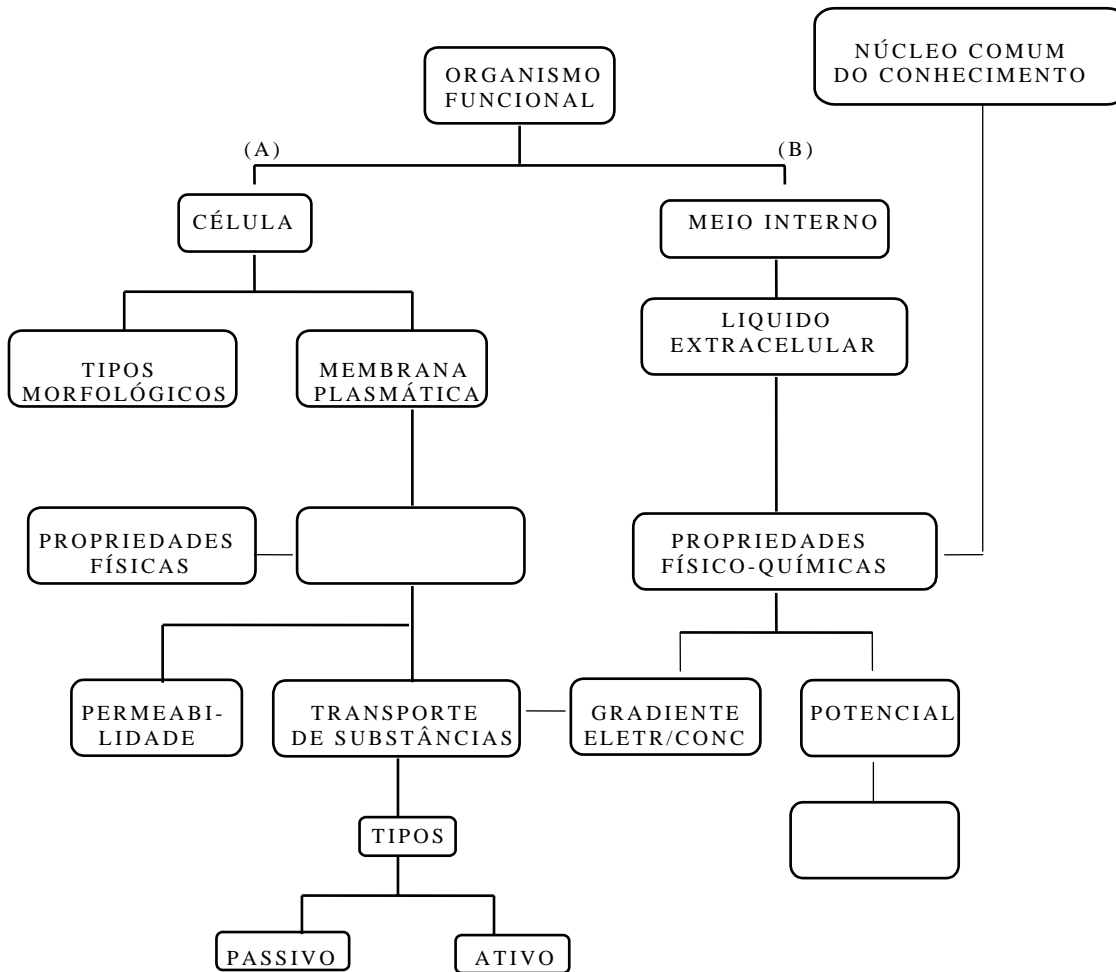 NÚCLEO COMUM
DO CONHECIMENTO
ORGANISMO
FUNCIONAL
(A)
(B)
CÉLULA
MEIO INTERNO
TIPOS
MORFOLÓGICOS
MEMBRANA
PLASMÁTICA
LIQUIDO
EXTRACELULAR
PROPRIEDADES
FÍSICAS
PROPRIEDADES
FÍSICO-QUÍMICAS
PERMEABI-
LIDADE
TRANSPORTE
DE SUBSTÂNCIAS
GRADIENTE
ELETR/CONC
POTENCIAL
TIPOS
PASSIVO
ATIVO